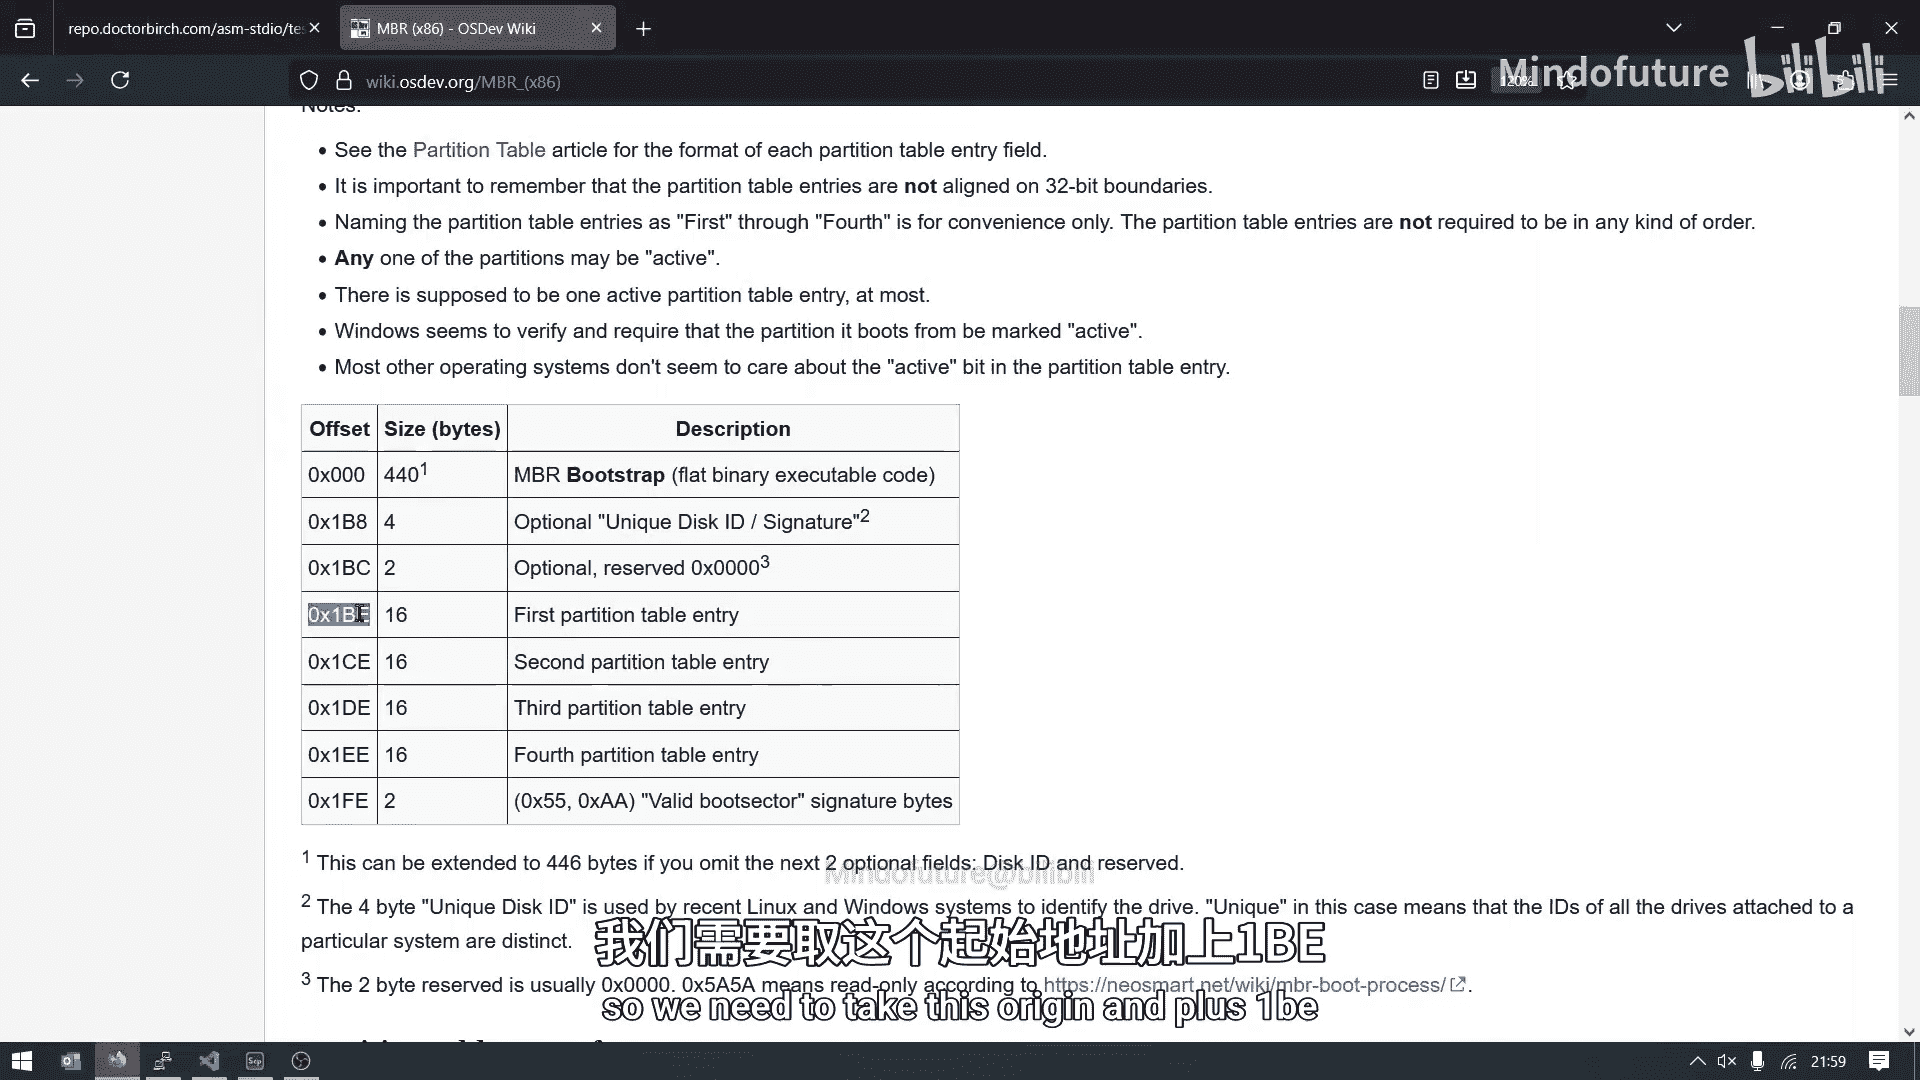 repo.doctorbirch.com/asm-stdio/te
MBR (x86) - OSDev Wiki
wiki.osdev.org/MBR_(x86)
120%
Mindofuture bilibili
Notes:
See the Partition Table article for the format of each partition table entry field.
It is important to remember that the partition table entries are not aligned on 32-bit boundaries.
Naming the partition table entries as "First" through "Fourth" is for convenience only. The partition table entries are not required to be in any kind of order.
Any one of the partitions may be "active".
There is supposed to be one active partition table entry, at most.
Windows seems to verify and require that the partition it boots from be marked "active".
Most other operating systems don't seem to care about the "active" bit in the partition table entry.
Offset Size (bytes) Description
0x000 440¹ MBR Bootstrap (flat binary executable code)
0x1B8 4 Optional "Unique Disk ID / Signature"²
0x1BC 2 Optional, reserved 0x0000³
0x1BE 16 First partition table entry
0x1CE 16 Second partition table entry
0x1DE 16 Third partition table entry
0x1EE 16 Fourth partition table entry
0x1FE 2 (0x55, 0xAA) "Valid bootsector" signature bytes
¹ This can be extended to 446 bytes if you omit the next 2 optional fields: Disk ID and reserved.
Mindofuture@bilibili
² The 4 byte "Unique Disk ID" is used by recent Linux and Windows systems to identify the drive. "Unique" in this case means that the IDs of all the drives attached to a
particular system are distinct.
我们需要取这个起始地址加上1BE
³ The 2 byte reserved is usually 0x0000. 0x5A5A means read-only according to https://neosmart.net/wiki/mbr-boot-process/.
so we need to take this origin and plus 1be
21:59